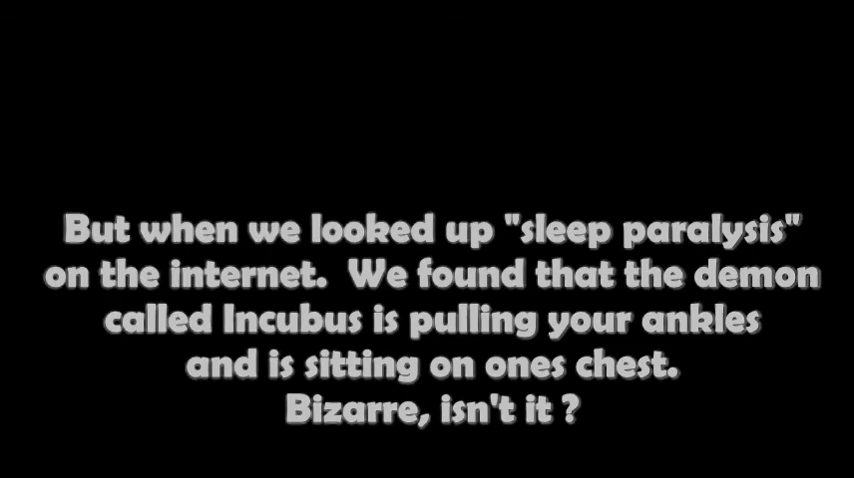 But when we looked up "sleep paralysis"
on the internet.  We found that the demon
called Incubus is pulling your ankles
and is sitting on ones chest.
Bizarre, isn't it ?